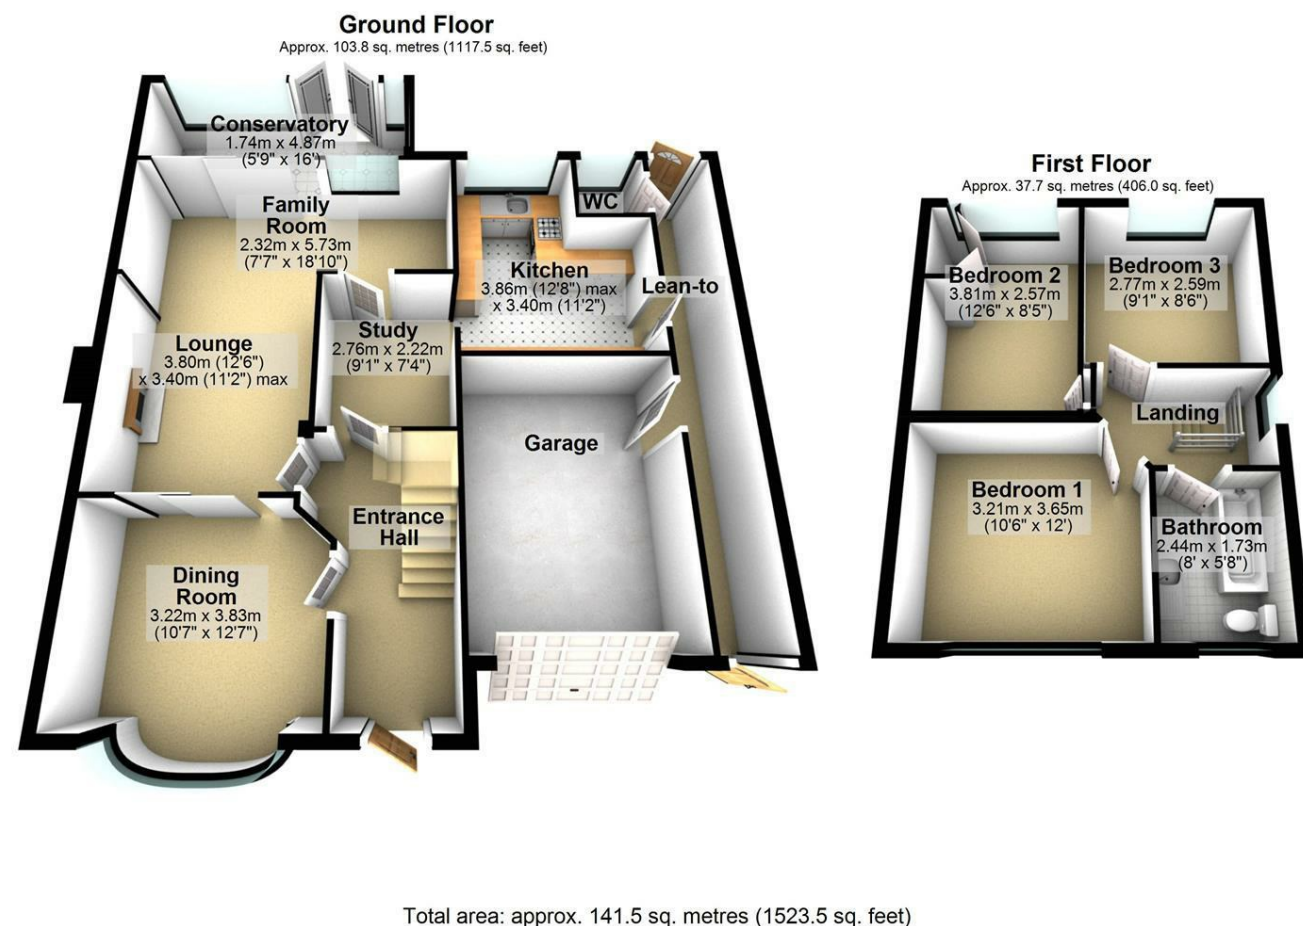 Ground Floor
Approx. 103.8 sq. metres (1117.5 sq. feet)
Conservatory
1.74m x 4.87m
(5'9" x 16')
Family
Room
2.32m x 5.73m
(7'7" x 18'10")
WC
Kitchen
3.86m (12'8") max
x 3.40m (11'2")
Lean-to
Study
2.76m x 2.22m
(9'1" x 7'4")
Lounge
3.80m (12'6")
x 3.40m (11'2") max
Garage
Entrance
Hall
Dining
Room
3.22m x 3.83m
(10'7" x 12'7")
First Floor
Approx. 37.7 sq. metres (406.0 sq. feet)
Bedroom 2
3.81m x 2.57m
(12'6" x 8'5")
Bedroom 3
2.77m x 2.59m
(9'1" x 8'6")
Landing
Bedroom 1
3.21m x 3.65m
(10'6" x 12')
Bathroom
2.44m x 1.73m
(8' x 5'8")
Total area: approx. 141.5 sq. metres (1523.5 sq. feet)